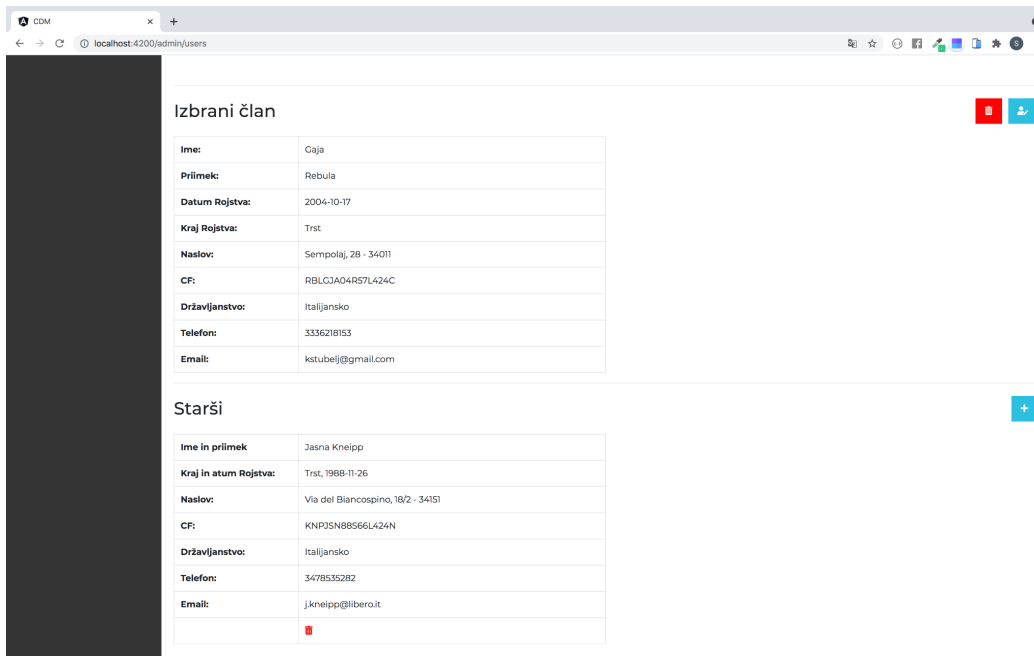 CDM
localhost:4200/admin/users
S
Izbrani član
Ime: Gaja
Priimek: Rebula
Datum Rojstva: 2004-10-17
Kraj Rojstva: Trst
Naslov: Sempolaj, 28 - 34011
CF: RBLGJA04R57L424C
Državljanstvo: Italijansko
Telefon: 3336218153
Email: kstubelj@gmail.com
Starši
Ime in priimek Jasna Kneipp
Kraj in atum Rojstva: Trst, 1988-11-26
Naslov: Via del Biancospino, 18/2 - 34151
CF: KNPJSN88S66L424N
Državljanstvo: Italijansko
Telefon: 3478535282
Email: j.kneipp@libero.it